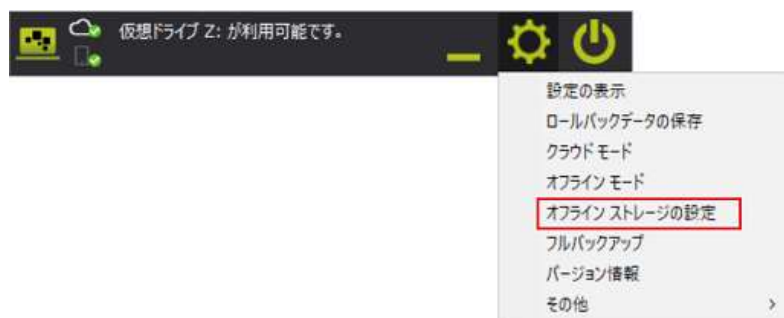 仮想ドライブ Z: が利用可能です。
設定の表示
ロールバックデータの保存
クラウド モード
オフライン モード
オフライン ストレージの設定
フルバックアップ
バージョン情報
その他